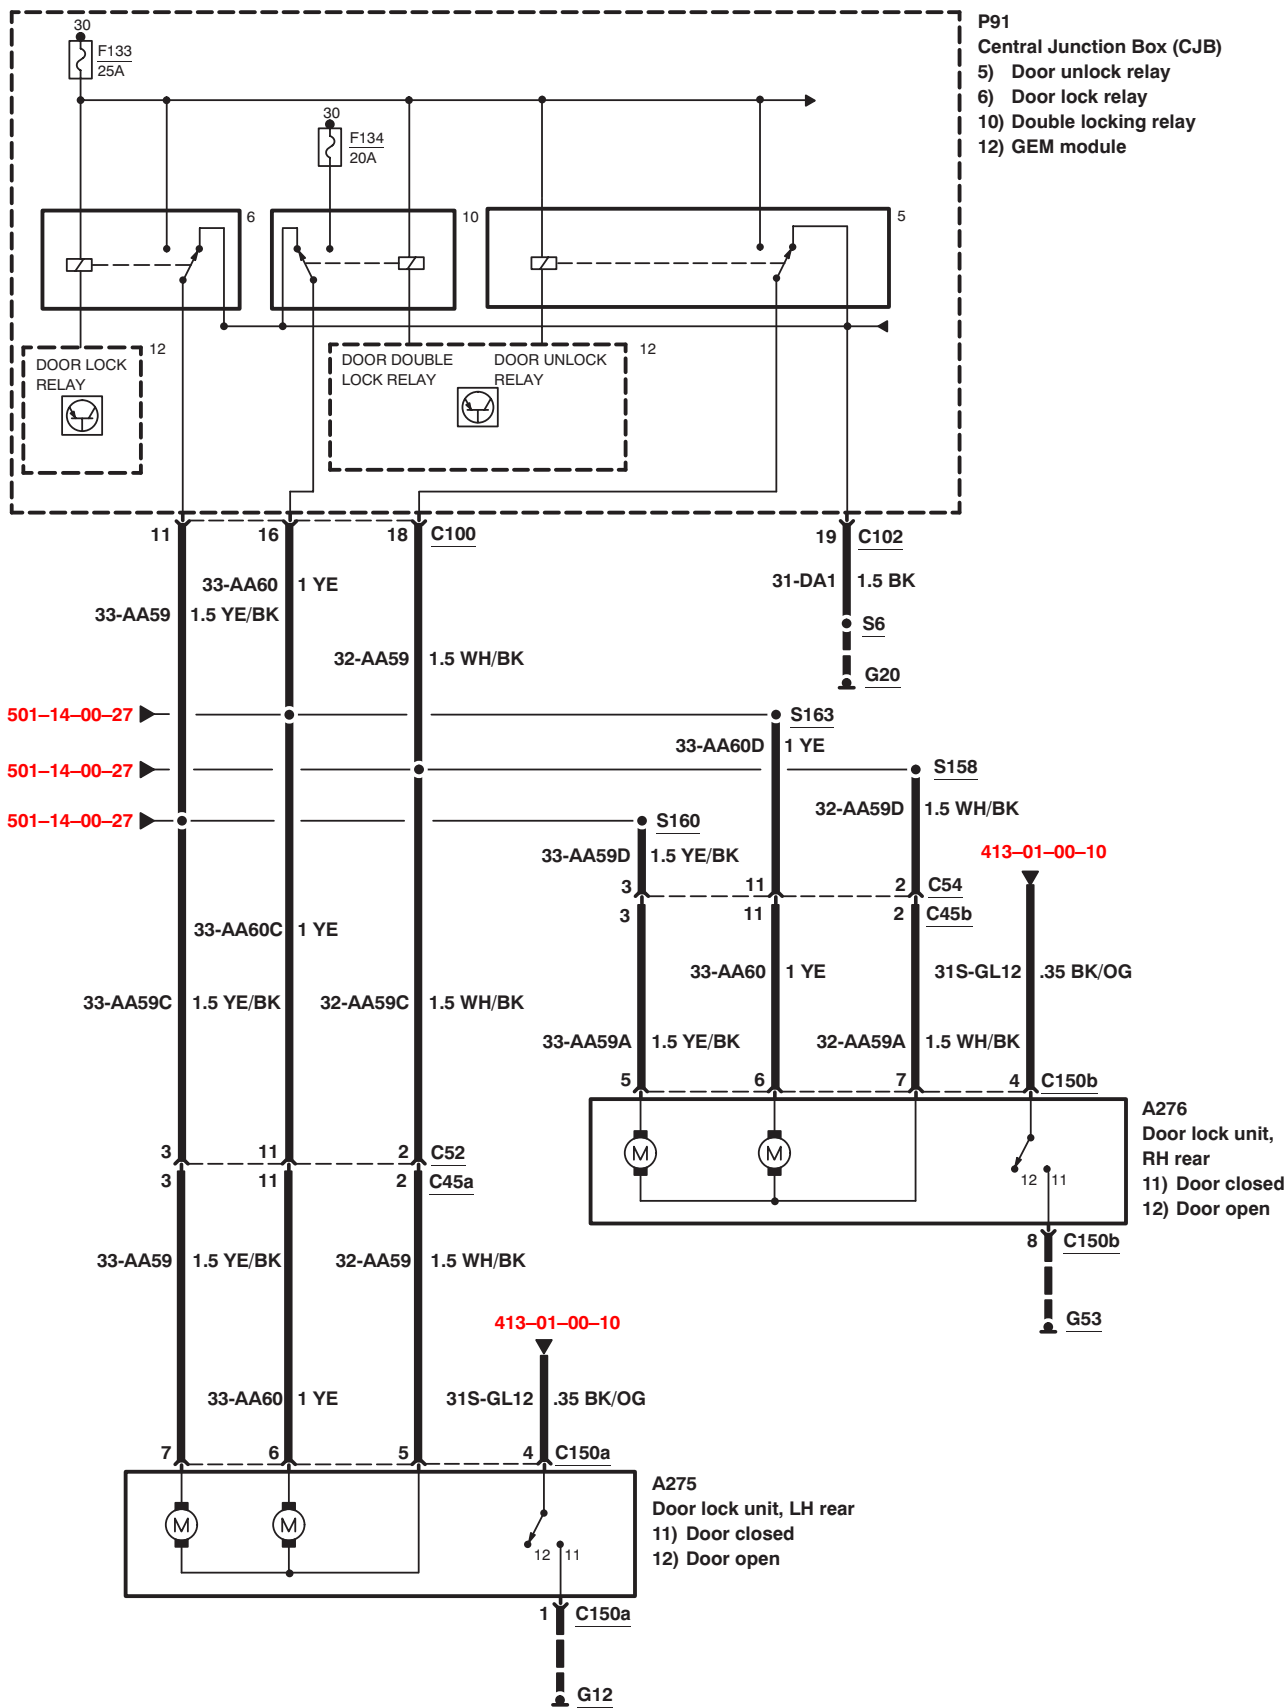 P91
Central Junction Box (CJB)
5) Door unlock relay
6) Door lock relay
10) Double locking relay
12) GEM module
30
F133
25A
30
F134
20A
6
10
5
12
DOOR LOCK
RELAY
DOOR DOUBLE
LOCK RELAY
DOOR UNLOCK
RELAY
12
11
16
18
C100
19
C102
33-AA60
1 YE
31-DA1
1.5 BK
33-AA59
1.5 YE/BK
S6
32-AA59
1.5 WH/BK
G20
501–14–00–27
S163
33-AA60D
1 YE
501–14–00–27
S158
32-AA59D
1.5 WH/BK
501–14–00–27
S160
33-AA59D
1.5 YE/BK
413–01–00–10
3
11
2
C54
3
11
2
C45b
33-AA60C
1 YE
33-AA60
1 YE
31S-GL12
.35 BK/OG
33-AA59C
1.5 YE/BK
32-AA59C
1.5 WH/BK
33-AA59A
1.5 YE/BK
32-AA59A
1.5 WH/BK
5
6
7
4
C150b
A276
Door lock unit,
RH rear
11) Door closed
12) Door open
M
M
12
11
3
11
2
C52
3
11
2
C45a
8
C150b
33-AA59
1.5 YE/BK
32-AA59
1.5 WH/BK
G53
413–01–00–10
33-AA60
1 YE
31S-GL12
.35 BK/OG
7
6
5
4
C150a
A275
Door lock unit, LH rear
11) Door closed
12) Door open
M
M
12
11
1
C150a
G12